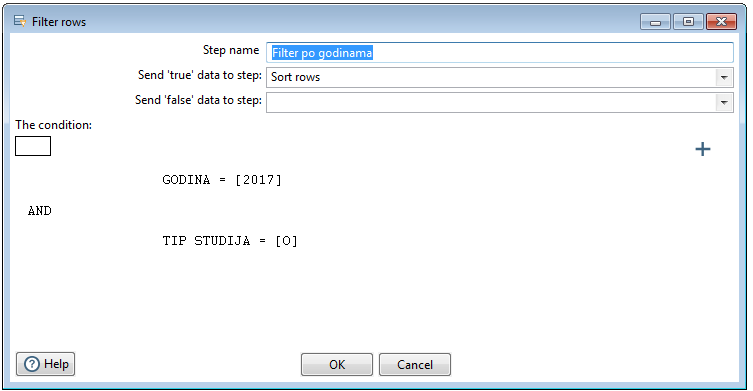 Filter rows
Step name Filter po godinama
Send 'true' data to step: Sort rows
Send 'false' data to step:
The condition:
GODINA = [2017]
AND
TIP STUDIJA = [O]
Help OK Cancel